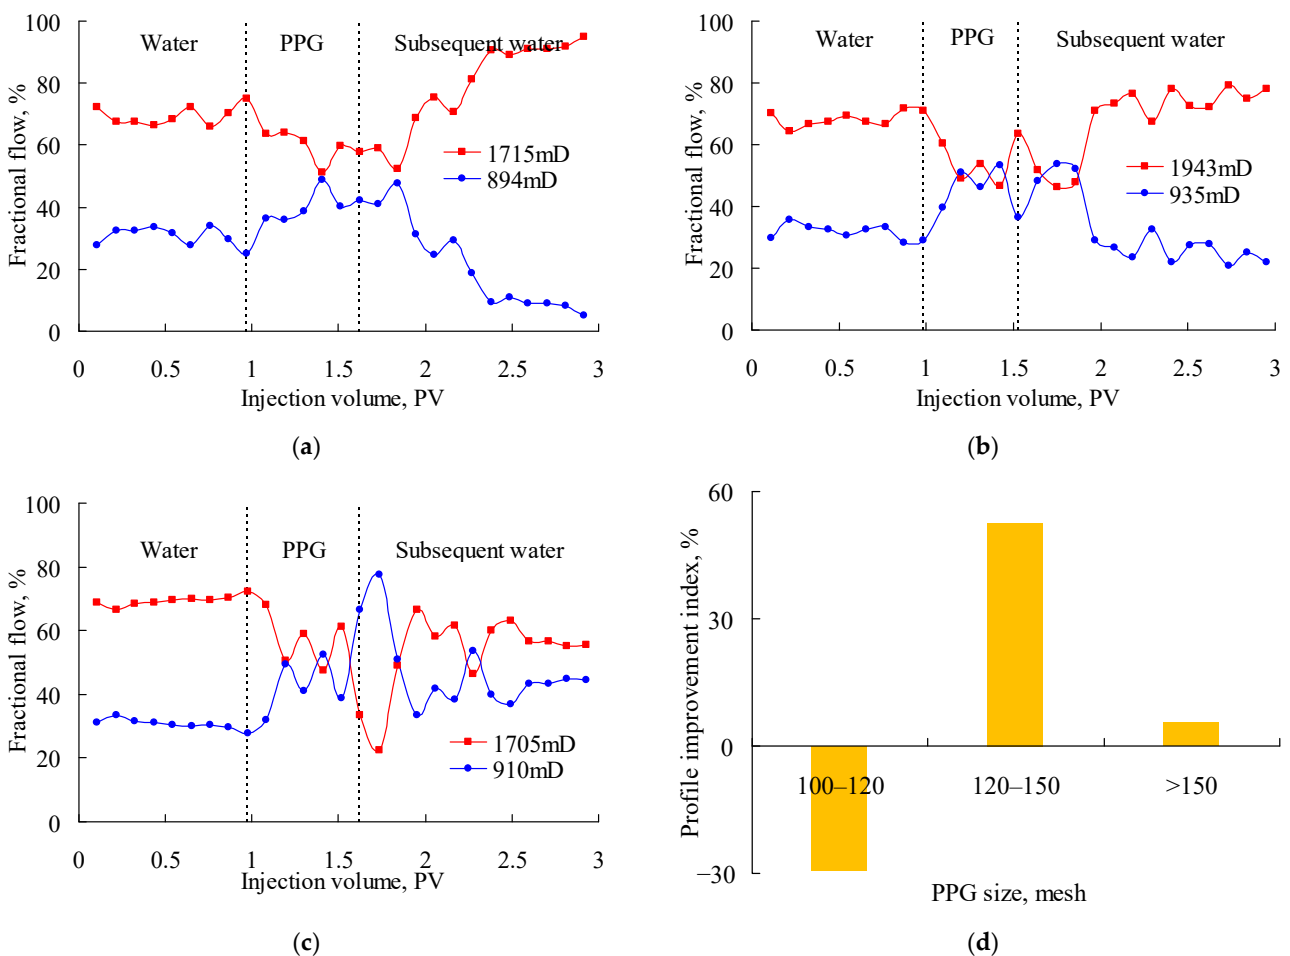 100
80
60
40
20
0
Fractional flow, %
Water
PPG
Subsequent water
1715mD
894mD
0
0.5
1
1.5
2
2.5
3
Injection volume, PV
(a)
100
80
60
40
20
0
Fractional flow, %
Water
PPG
Subsequent water
1943mD
935mD
0
0.5
1
1.5
2
2.5
3
Injection volume, PV
(b)
100
80
60
40
20
0
Fractional flow, %
Water
PPG
Subsequent water
1705mD
910mD
0
0.5
1
1.5
2
2.5
3
Injection volume, PV
(c)
60
30
0
−30
Profile improvement index, %
100–120
120–150
>150
PPG size, mesh
(d)